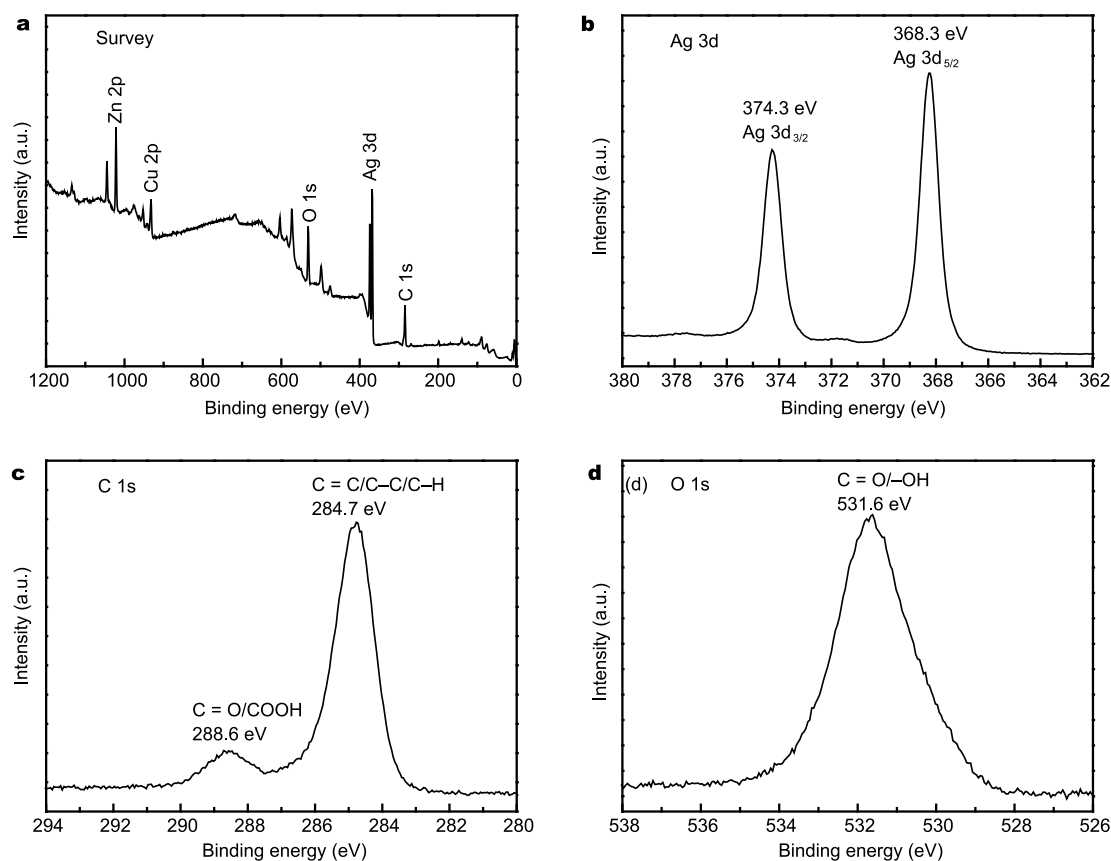 a
Survey
Zn 2p
Cu 2p
O 1s
Ag 3d
C 1s
Intensity (a.u.)
1200 1000 800 600 400 200 0
Binding energy (eV)
b
Ag 3d
374.3 eV
Ag 3d3/2
368.3 eV
Ag 3d5/2
Intensity (a.u.)
380 378 376 374 372 370 368 366 364 362
Binding energy (eV)
c
C 1s
C = C/C–C/C–H
284.7 eV
C = O/COOH
288.6 eV
Intensity (a.u.)
294 292 290 288 286 284 282 280
Binding energy (eV)
d
(d) O 1s
C = O/–OH
531.6 eV
Intensity (a.u.)
538 536 534 532 530 528 526
Binding energy (eV)